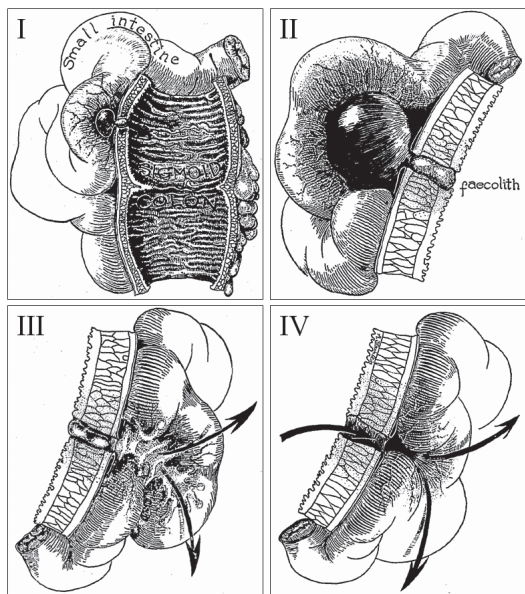 I
Small intestine
SIGMOID
COLON
II
faecolith
III
IV